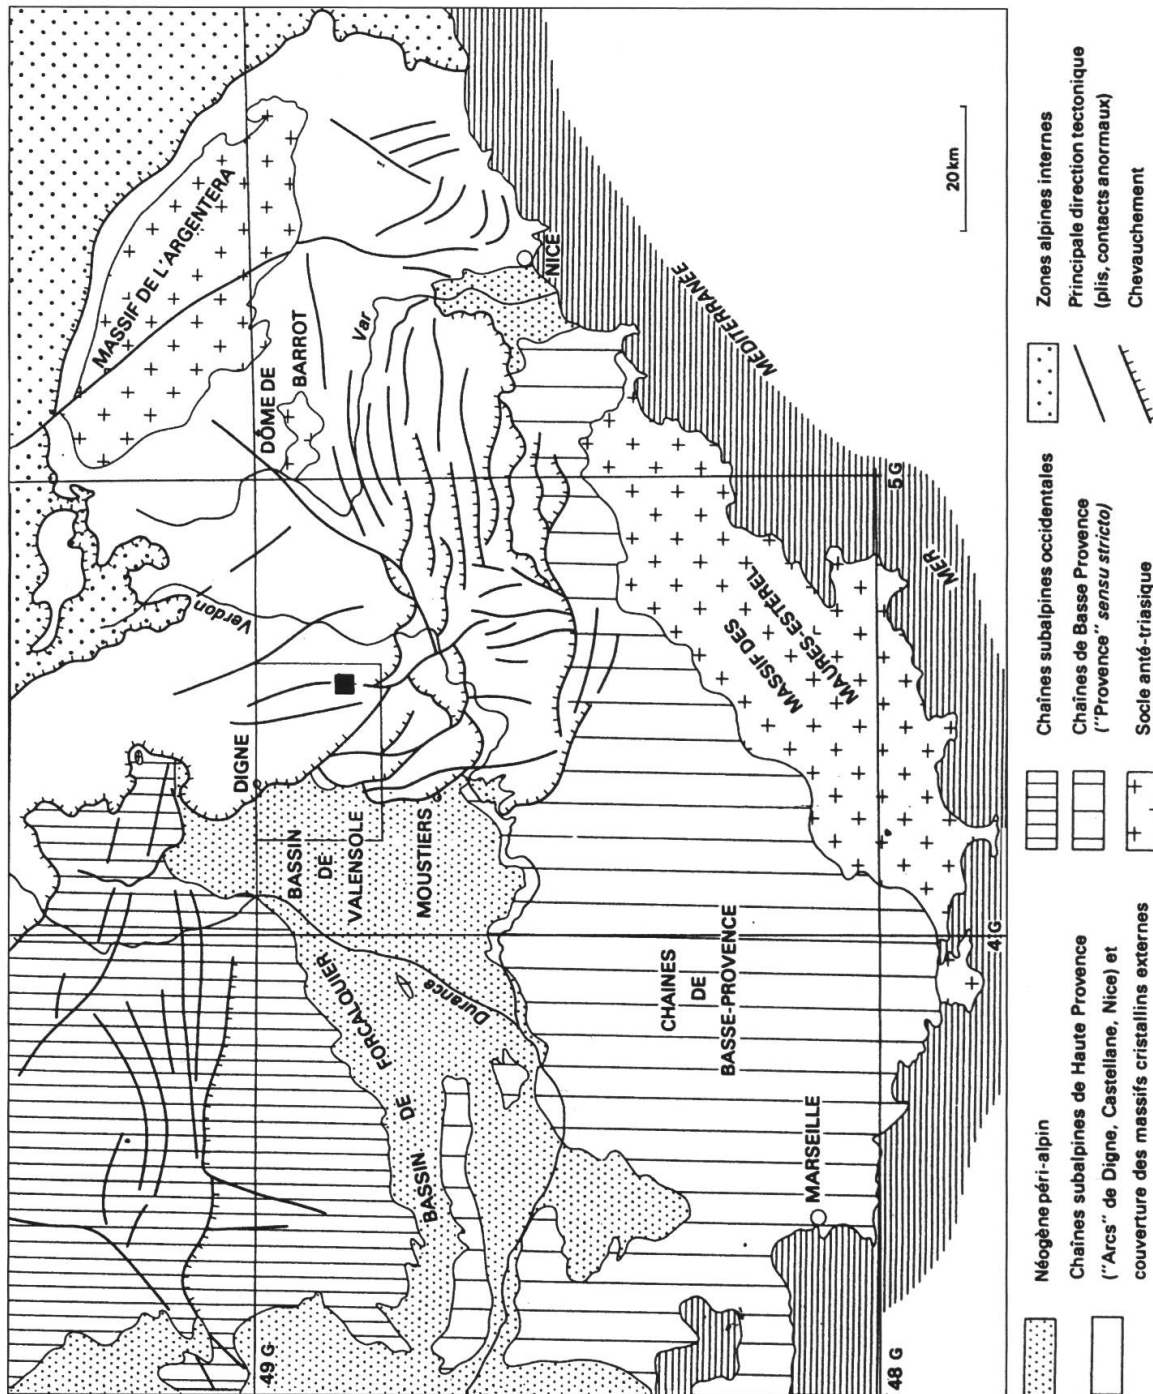 MASSIF DE L'ARGENTERA
DÔME DE
BARROT
Var
NICE
Verdon
DIGNE
BASSIN
DE
VALENSOLE
MOUSTIERS
BASSIN DE FORCALQUIER
Durance
CHAINES
DE
BASSE-PROVENCE
MARSEILLE
MASSIF DES
MAURES-ESTÉREL
MER MÉDITERRANÉE
20 km
49 G
48 G
4 G
5 G
Néogène péri-alpin
Chaînes subalpines de Haute Provence
("Arcs" de Digne, Castellane, Nice) et
couverture des massifs cristallins externes
Chaînes subalpines occidentales
Chaînes de Basse Provence
("Provence" sensu stricto)
Socle anté-triasique
Zones alpines internes
Principale direction tectonique
(plis, contacts anormaux)
Chevauchement